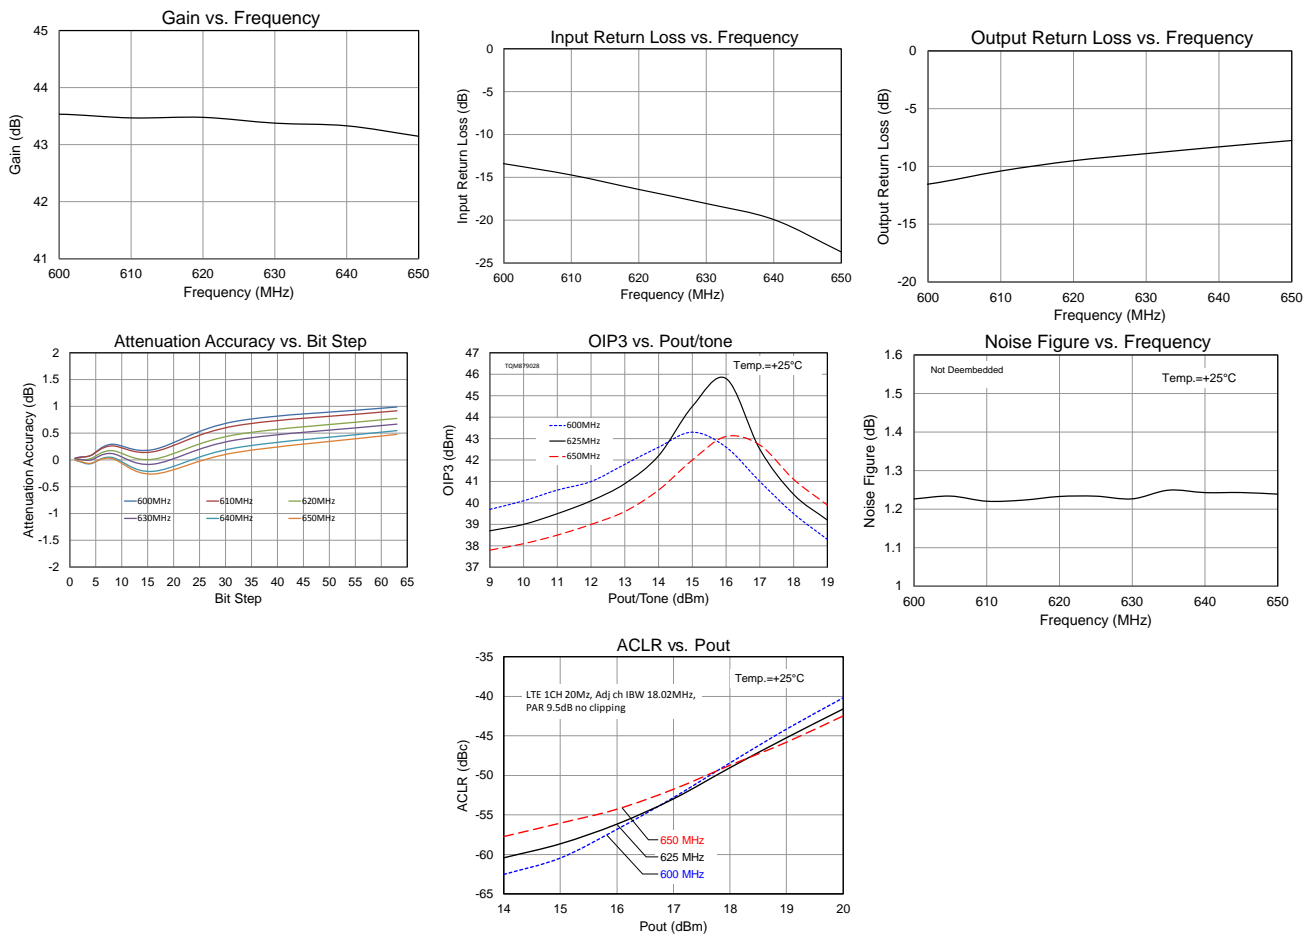 Gain vs. Frequency
45
44
43
42
41
Gain (dB)
600 610 620 630 640 650
Frequency (MHz)
Input Return Loss vs. Frequency
0
-5
-10
-15
-20
-25
Input Return Loss (dB)
600 610 620 630 640 650
Frequency (MHz)
Output Return Loss vs. Frequency
0
-5
-10
-15
-20
Output Return Loss (dB)
600 610 620 630 640 650
Frequency (MHz)
Attenuation Accuracy vs. Bit Step
2
1.5
1
0.5
0
-0.5
-1
-1.5
-2
Attenuation Accuracy (dB)
600MHz 610MHz 620MHz
630MHz 640MHz 650MHz
0 5 10 15 20 25 30 35 40 45 50 55 60 65
Bit Step
OIP3 vs. Pout/tone
47
46
45
44
43
42
41
40
39
38
37
OIP3 (dBm)
TQM879028
Temp.=+25°C
600MHz
625MHz
650MHz
9 10 11 12 13 14 15 16 17 18 19
Pout/Tone (dBm)
Noise Figure vs. Frequency
1.6
1.5
1.4
1.3
1.2
1.1
1
Noise Figure (dB)
Not Deembedded
Temp.=+25°C
600 610 620 630 640 650
Frequency (MHz)
ACLR vs. Pout
-35
-40
-45
-50
-55
-60
-65
ACLR (dBc)
Temp.=+25°C
LTE 1CH 20Mz, Adj ch IBW 18.02MHz,
PAR 9.5dB no clipping
650 MHz
625 MHz
600 MHz
14 15 16 17 18 19 20
Pout (dBm)